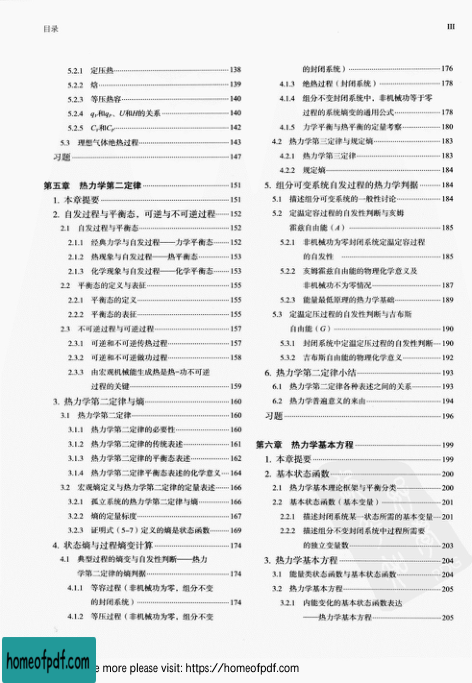 目录
III
5.2.1 定压热 138
5.2.2 焓 139
5.2.3 等压热容 140
5.2.4 qᵥ和qₚ、U和H的关系 140
5.2.5 Cᵥ和Cₚ 142
5.3 理想气体绝热过程 143
习题 147
第五章 热力学第二定律 151
1. 本章提要 151
2. 自发过程与平衡态，可逆与不可逆过程 152
2.1 自发过程与平衡态 152
2.1.1 经典力学与自发过程——力学平衡态 152
2.1.2 热现象与自发过程——热平衡态 153
2.1.3 化学现象与自发过程——化学平衡态 153
2.2 平衡态的定义与表征 155
2.2.1 平衡态的定义 155
2.2.2 平衡态的表征 155
2.3 不可逆过程与可逆过程 157
2.3.1 可逆和不可逆传热过程 157
2.3.2 可逆和不可逆做功过程 158
2.3.3 由宏观机械能生成热是热-功不可逆
过程的关键 159
3. 热力学第二定律与熵 160
3.1 热力学第二定律 160
3.1.1 热力学第二定律的必要性 160
3.1.2 热力学第二定律的传统表述 161
3.1.3 热力学第二定律的平衡态表述 162
3.1.4 热力学第二定律平衡态表述的化学意义 164
3.2 宏观熵定义与热力学第二定律的定量表述 166
3.2.1 孤立系统的热力学第二定律与熵 166
3.2.2 熵的定量标度 167
3.2.3 证明式（5-7）定义的熵是状态函数 169
4. 状态熵与过程熵变计算 174
4.1 典型过程的熵变与自发性判断——热力
学第二定律的熵判据 174
4.1.1 等容过程（非机械功为零，组分不变
的封闭系统） 174
4.1.2 等压过程（非机械功为零，组分不变
的封闭系统） 176
4.1.3 绝热过程（封闭系统） 178
4.1.4 组分不变封闭系统中，非机械功等于零
过程的系统熵变的通用公式 178
4.1.5 力学平衡与热平衡的定量考察 180
4.2 热力学第三定律与规定熵 183
4.2.1 热力学第三定律 183
4.2.2 规定熵 184
5. 组分可变系统自发过程的热力学判据 184
5.1 描述组分可变系统的一般性讨论 184
5.2 定温定容过程的自发性判断与亥姆
霍兹自由能（A） 185
5.2.1 非机械功为零封闭系统定温定容过程
的自发性 185
5.2.2 亥姆霍兹自由能的物理化学意义及
非机械功不为零情况 187
5.2.3 能量最低原理的热力学基础 189
5.3 定温定压过程的自发性判断与吉布斯
自由能（G） 190
5.3.1 封闭系统中定温定压过程的自发性判断 190
5.3.2 吉布斯自由能的物理化学意义 192
6. 热力学第二定律小结 193
6.1 热力学第二定律各种表述之间的关系 193
6.2 热力学普遍意义的来由 194
习题 196
第六章 热力学基本方程 199
1. 本章提要 199
2. 基本状态函数 200
2.1 热力学基本理论框架与平衡分类 200
2.2 基本状态函数（基本变量） 201
2.2.1 描述封闭系统某一状态所需的基本变量 201
2.2.2 描述组分不变封闭系统中过程所需要
的独立变量数 203
3. 热力学基本方程 204
3.1 能量类状态函数与基本状态函数 204
3.2 热力学基本方程 205
3.2.1 内能变化的基本状态函数表达
——热力学基本方程 205
homeofpdf.com
e more please visit: https://homeofpdf.com